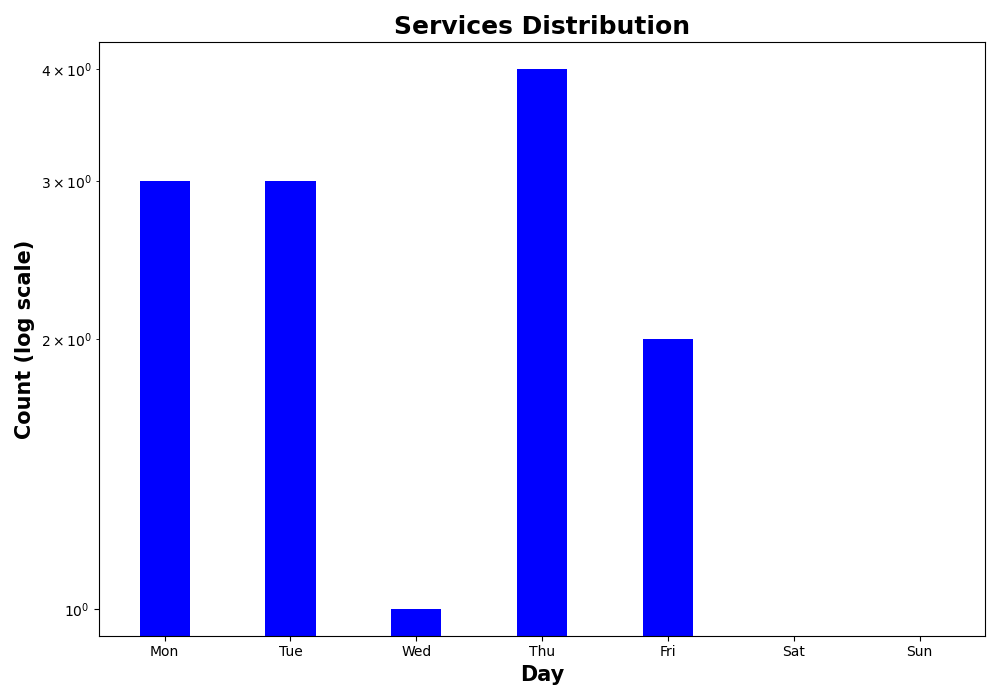 Services Distribution
Count (log scale)
4 × 10⁰
3 × 10⁰
2 × 10⁰
10⁰
Mon Tue Wed Thu Fri Sat Sun
Day